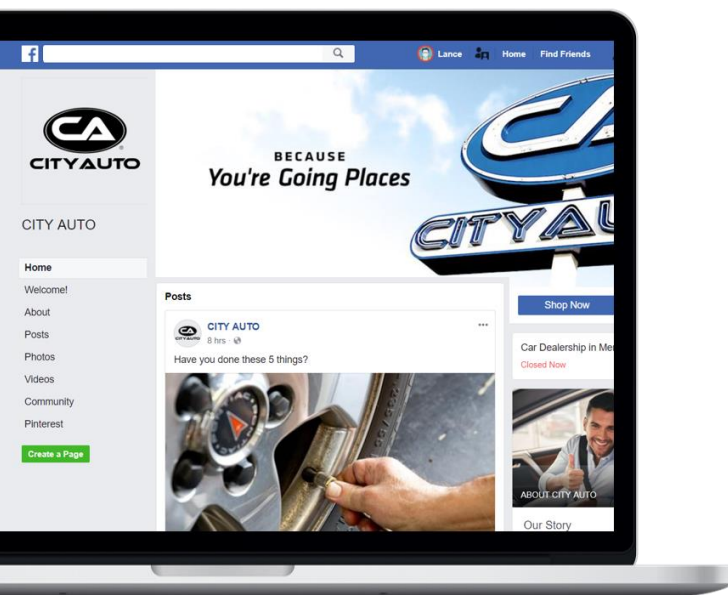 f
Lance
Home
Find Friends
CA
CITYAUTO
CITY AUTO
Home
Welcome!
About
Posts
Photos
Videos
Community
Pinterest
Create a Page
BECAUSE
You're Going Places
CITYAU
Posts
CITY AUTO
8 hrs ·
Have you done these 5 things?
Shop Now
Car Dealership in Mem
Closed Now
ABOUT CITY AUTO
Our Story